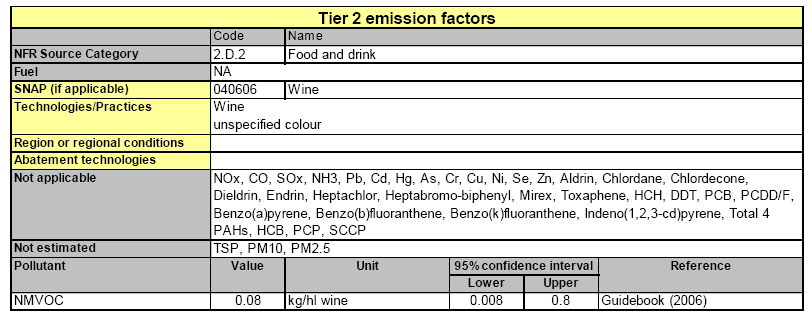 Tier 2 emission factors
Code Name
NFR Source Category 2.D.2 Food and drink
Fuel NA
SNAP (if applicable) 040606 Wine
Technologies/Practices Wine
unspecified colour
Region or regional conditions
Abatement technologies
Not applicable NOx, CO, SOx, NH3, Pb, Cd, Hg, As, Cr, Cu, Ni, Se, Zn, Aldrin, Chlordane, Chlordecone,
Dieldrin, Endrin, Heptachlor, Heptabromo-biphenyl, Mirex, Toxaphene, HCH, DDT, PCB, PCDD/F,
Benzo(a)pyrene, Benzo(b)fluoranthene, Benzo(k)fluoranthene, Indeno(1,2,3-cd)pyrene, Total 4
PAHs, HCB, PCP, SCCP
Not estimated TSP, PM10, PM2.5
Pollutant Value Unit 95% confidence interval Reference
Lower Upper
NMVOC 0.08 kg/hl wine 0.008 0.8 Guidebook (2006)